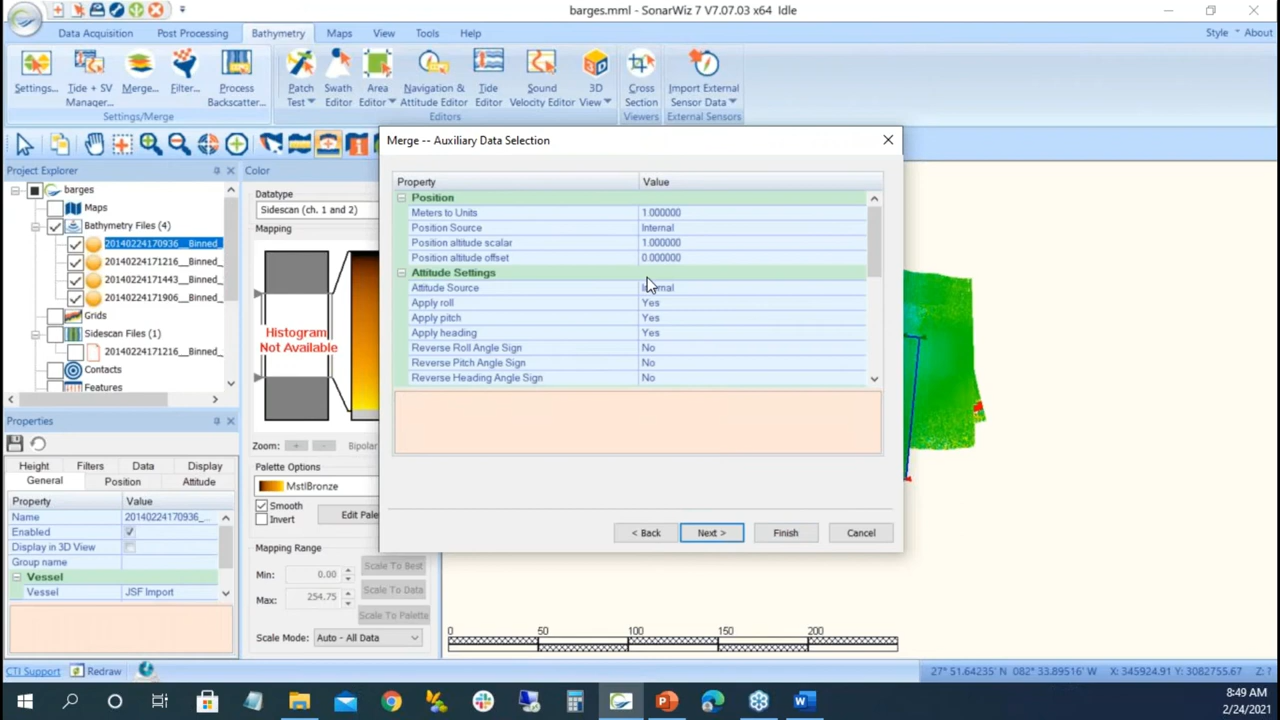 barges.mml - SonarWiz 7 V7.07.03 x64 Idle
Data Acquisition Post Processing Bathymetry Maps View Tools Help Style About
Settings... Tide + SV Manager... Merge... Filter... Process Backscatter... Patch Test Swath Editor Area Editor Navigation & Attitude Editor Tide Editor Sound Velocity Editor 3D View Cross Section Import External Sensor Data
Settings/Merge Editors Viewers External Sensors
Project Explorer
barges
Maps
Bathymetry Files (4)
20140224170936__Binned_
20140224171216__Binned_
20140224171443__Binned_
20140224171906__Binned_
Grids
Sidescan Files (1)
20140224171216__Binned_
Contacts
Features
Properties
Height Filters Data Display
General Position Attitude
Property Value
Name 20140224170936_...
Enabled
Display in 3D View
Group name
Vessel
Vessel JSF Import
Color
Datatype
Sidescan (ch. 1 and 2)
Mapping
Histogram
Not Available
Zoom: + - Bipolar
Palette Options
MstlBronze
Smooth
Invert
Edit Pale
Mapping Range
Min: 0.00
Max: 254.75
Scale To Best
Scale To Data
Scale To Palette
Scale Mode: Auto - All Data
Merge -- Auxiliary Data Selection
Property Value
Position
Meters to Units 1.000000
Position Source Internal
Position altitude scalar 1.000000
Position altitude offset 0.000000
Attitude Settings
Attitude Source Internal
Apply roll Yes
Apply pitch Yes
Apply heading Yes
Reverse Roll Angle Sign No
Reverse Pitch Angle Sign No
Reverse Heading Angle Sign No
< Back Next > Finish Cancel
0 50 100 150 200
CTI Support Redraw 27° 51.64235' N 082° 33.89516' W X: 345924.91 Y: 3082755.67 Z: ?
8:49 AM
2/24/2021